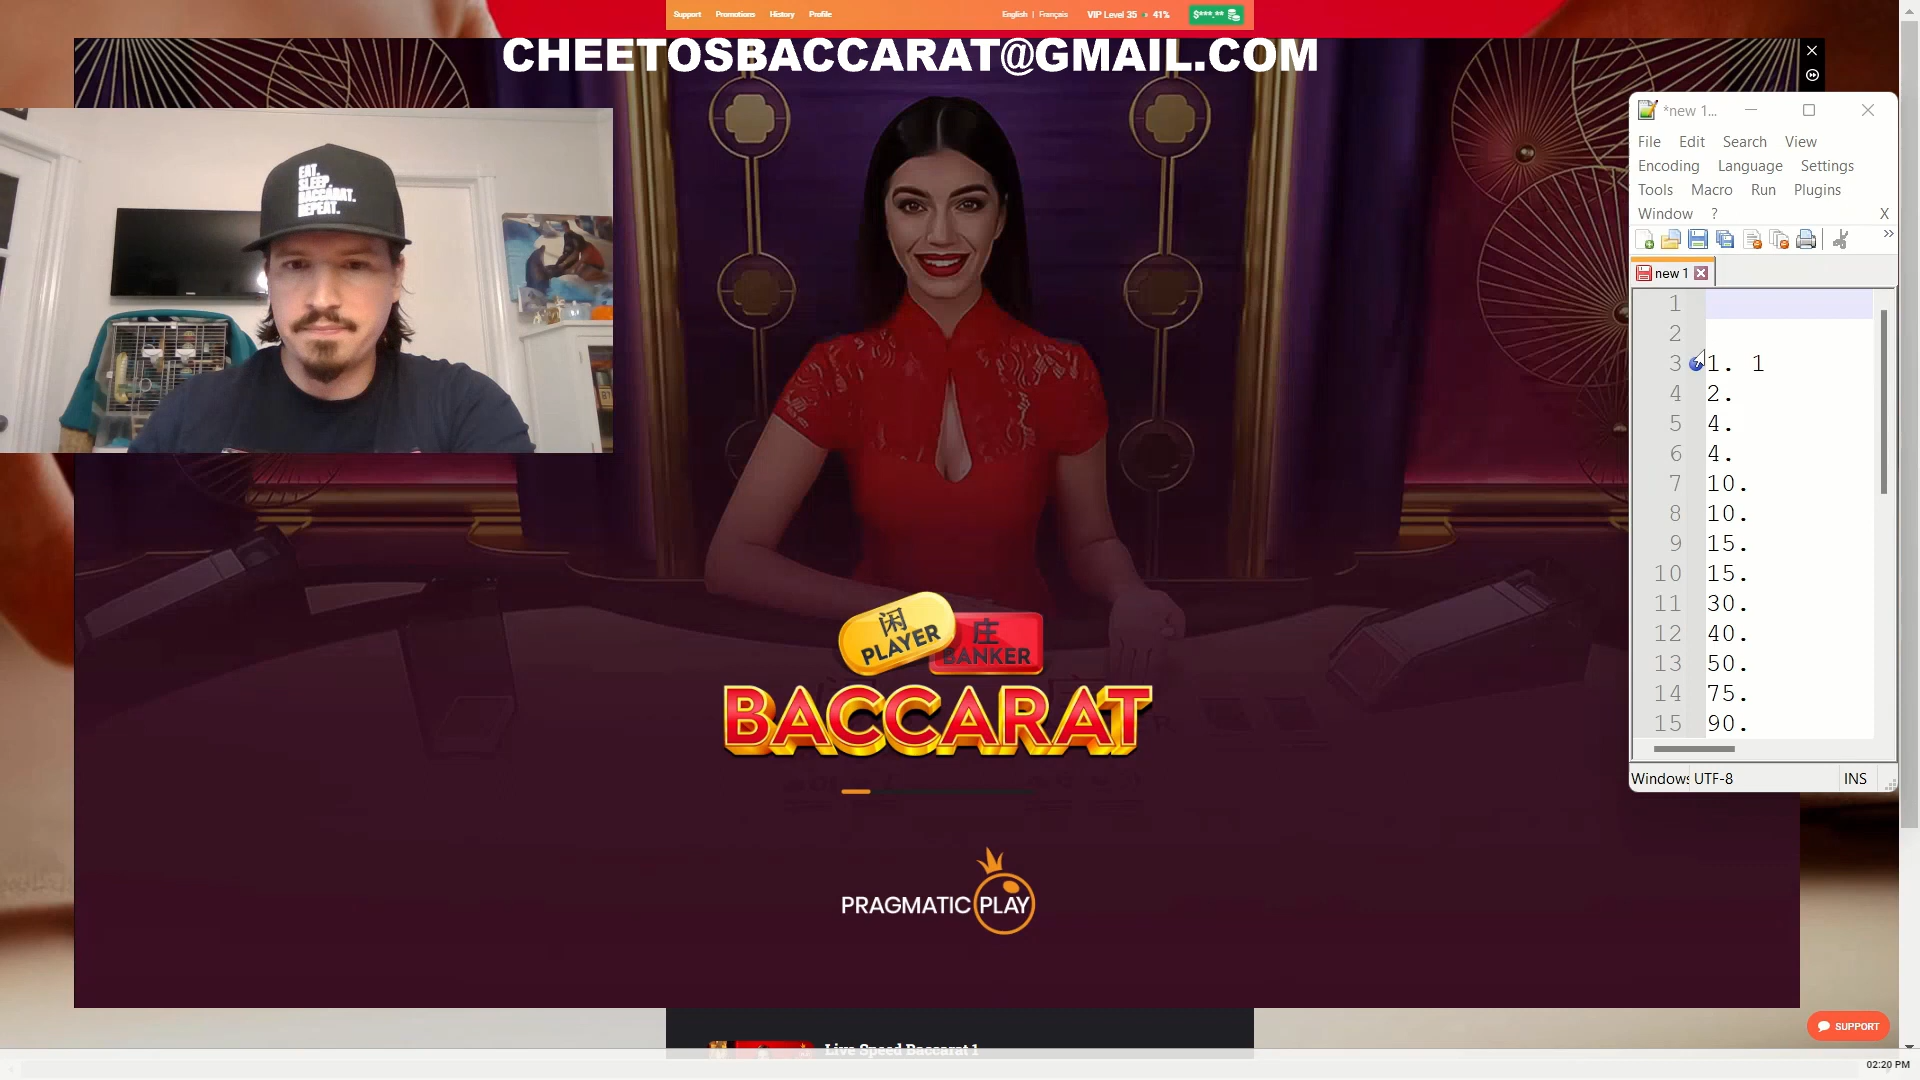 Support Promotions History Profile English | Français VIP Level 35 41% $***.**
CHEETOSBACCARAT@GMAIL.COM
EAT.
SLEEP.
BACCARAT.
REPEAT.
闲
PLAYER
庄
BANKER
BACCARAT
PRAGMATIC PLAY
Live Speed Baccarat 1
*new 1...
File Edit Search View
Encoding Language Settings
Tools Macro Run Plugins
Window ? X
new 1
1
2
3 1. 1
4 2.
5 4.
6 4.
7 10.
8 10.
9 15.
10 15.
11 30.
12 40.
13 50.
14 75.
15 90.
Windows UTF-8 INS
SUPPORT
02:20 PM